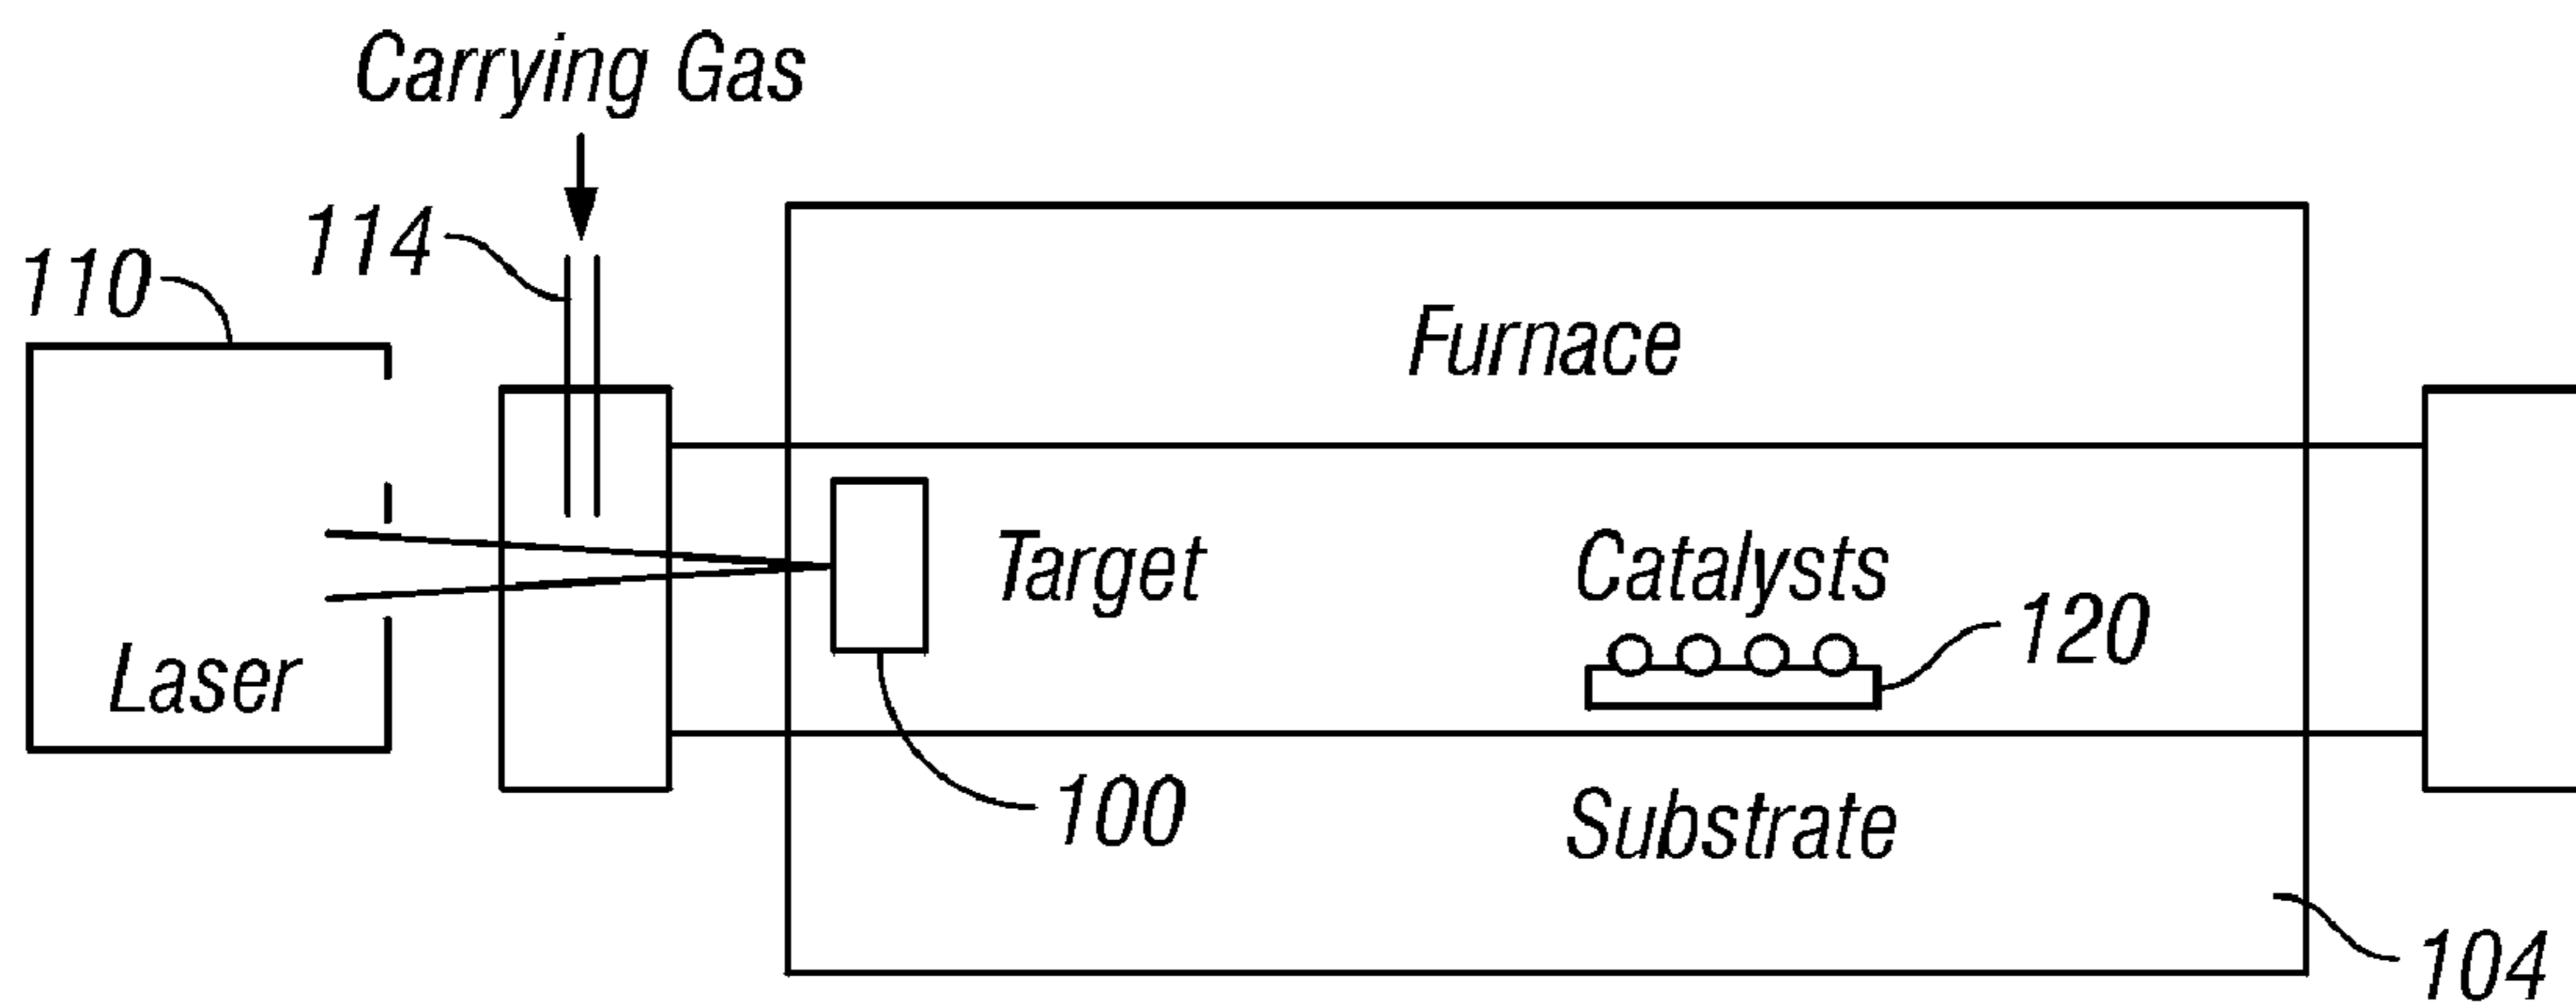 Carrying Gas
114
110
Furnace
Laser
Target
Catalysts
120
100
Substrate
104